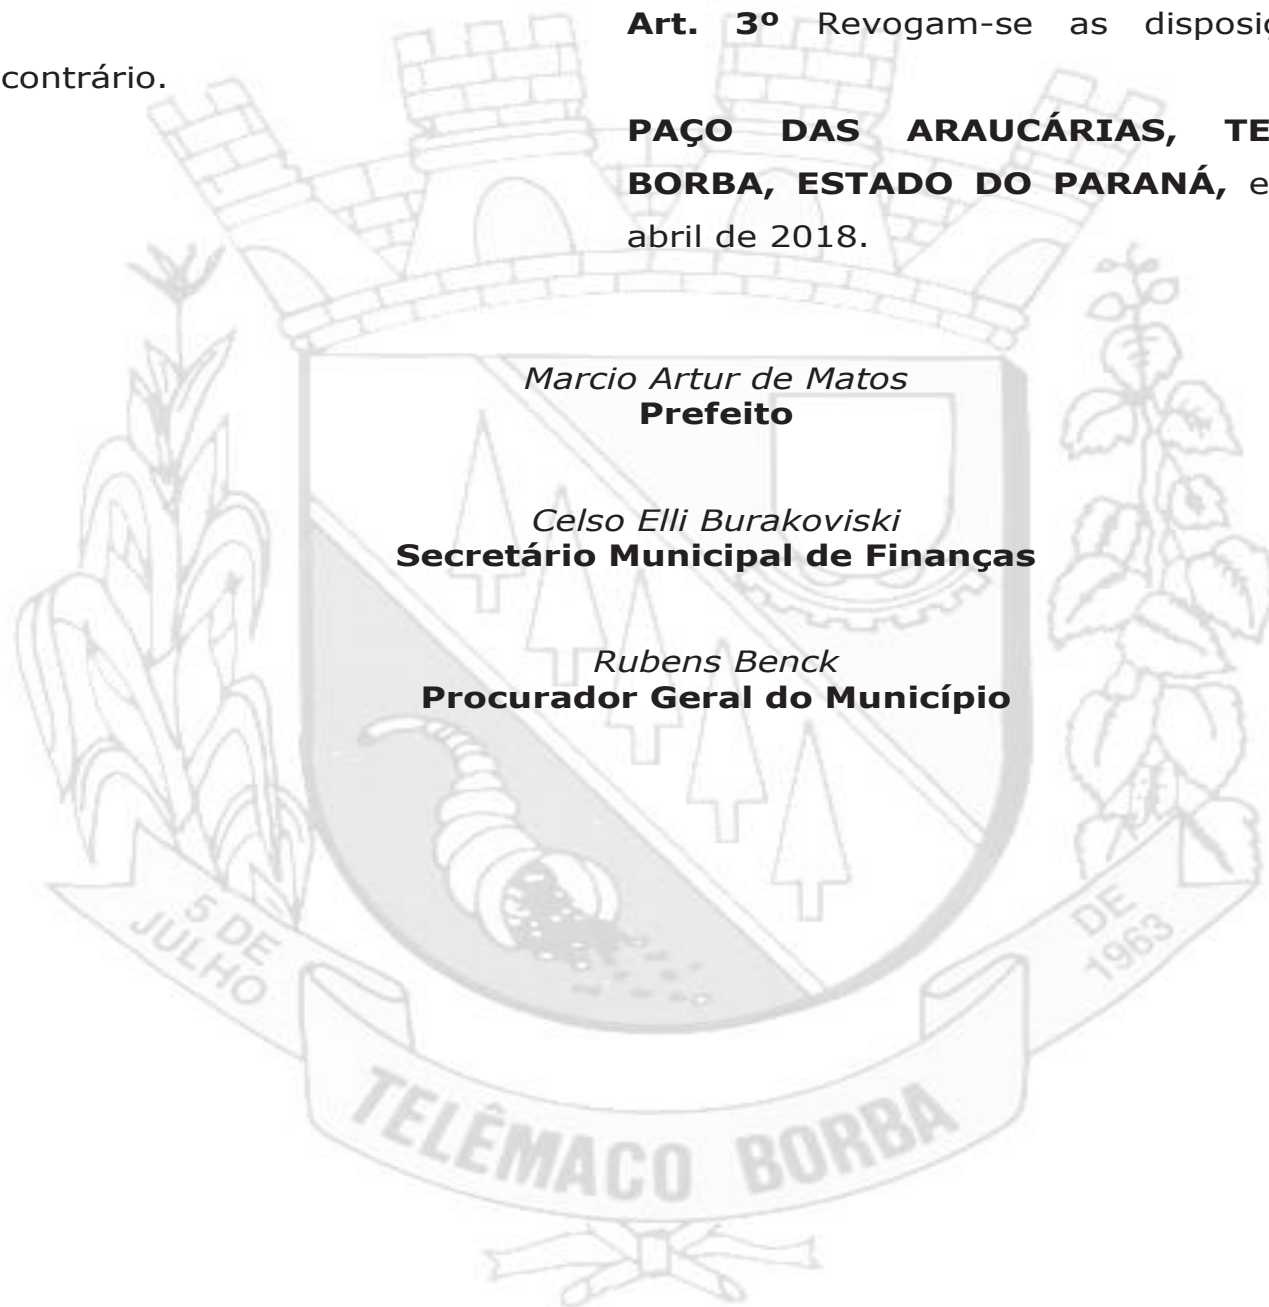 Art. 3º Revogam-se as disposiç
contrário.
PAÇO DAS ARAUCÁRIAS, TE
BORBA, ESTADO DO PARANÁ, e
abril de 2018.
Marcio Artur de Matos
Prefeito
Celso Elli Burakoviski
Secretário Municipal de Finanças
Rubens Benck
Procurador Geral do Município
5 DE
JULHO
DE
1963
TELÊMACO BORBA